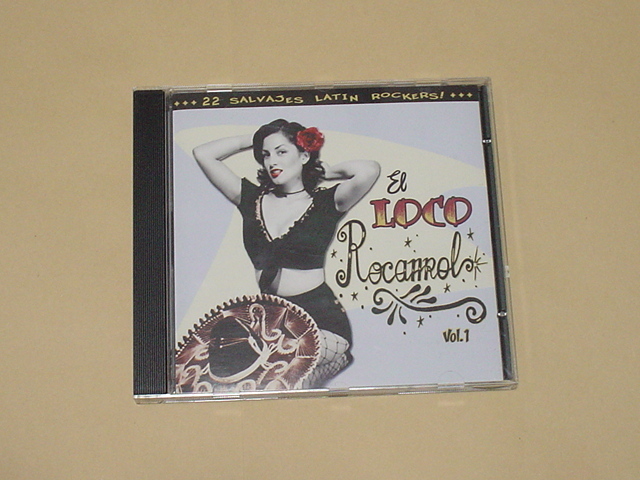 22 SALVAJES LATIN ROCKERS!
El
LOCO
Rocanrol
Vol.1